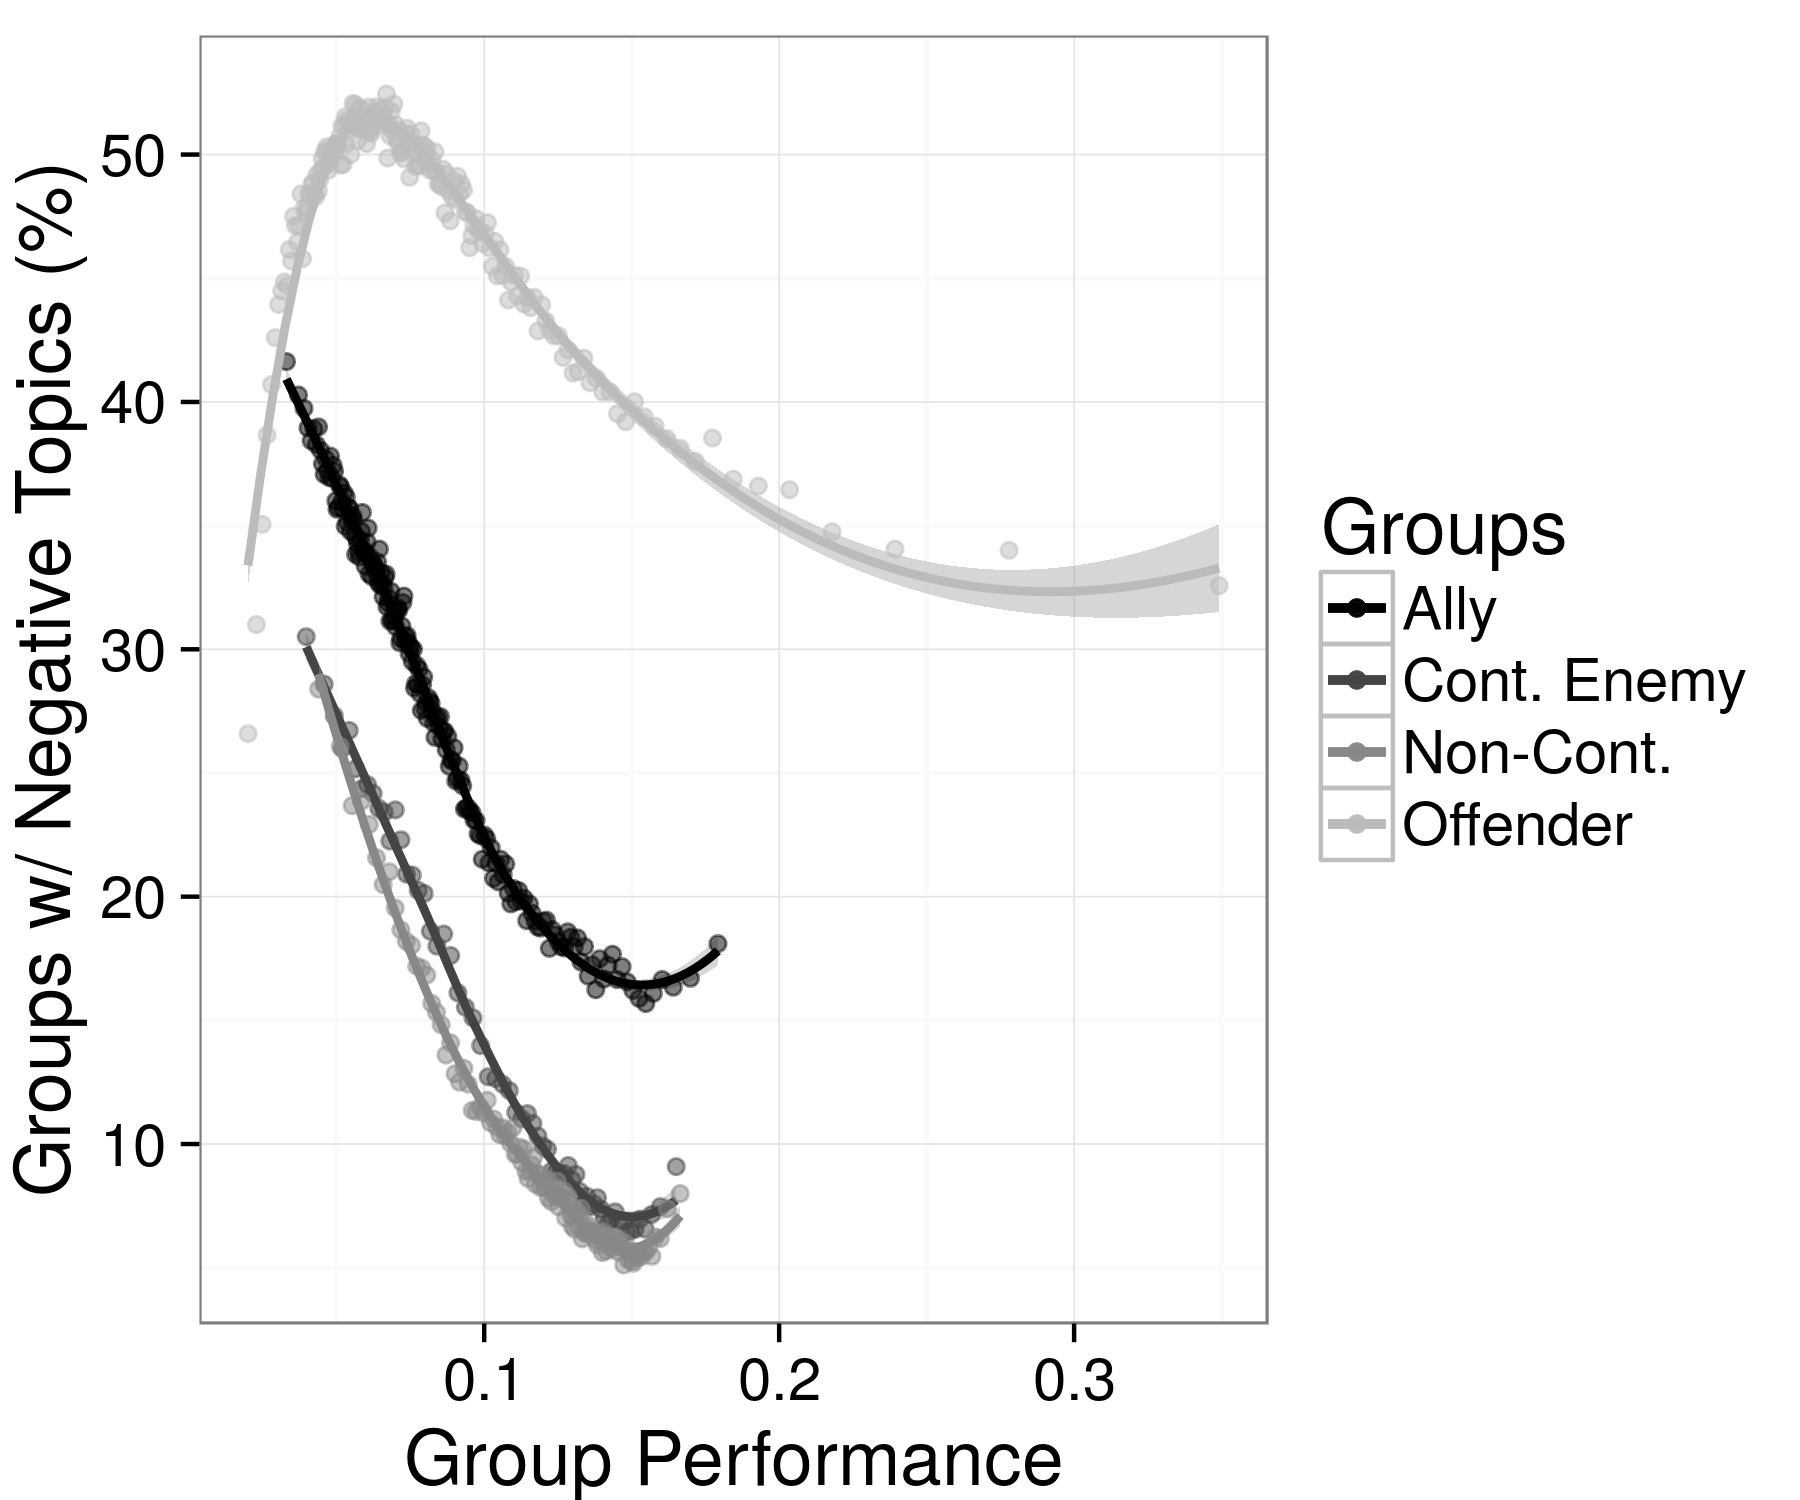 Groups w/ Negative Topics (%)
50
40
30
20
10
0.1 0.2 0.3
Group Performance
Groups
Ally
Cont. Enemy
Non-Cont.
Offender